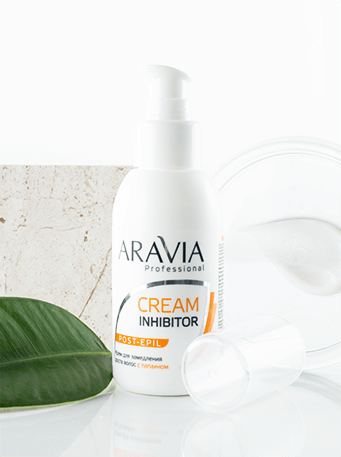 ARAVIA
Professional
CREAM
INHIBITOR
POST-EPIL
Крем для замедления
роста волос с папаином